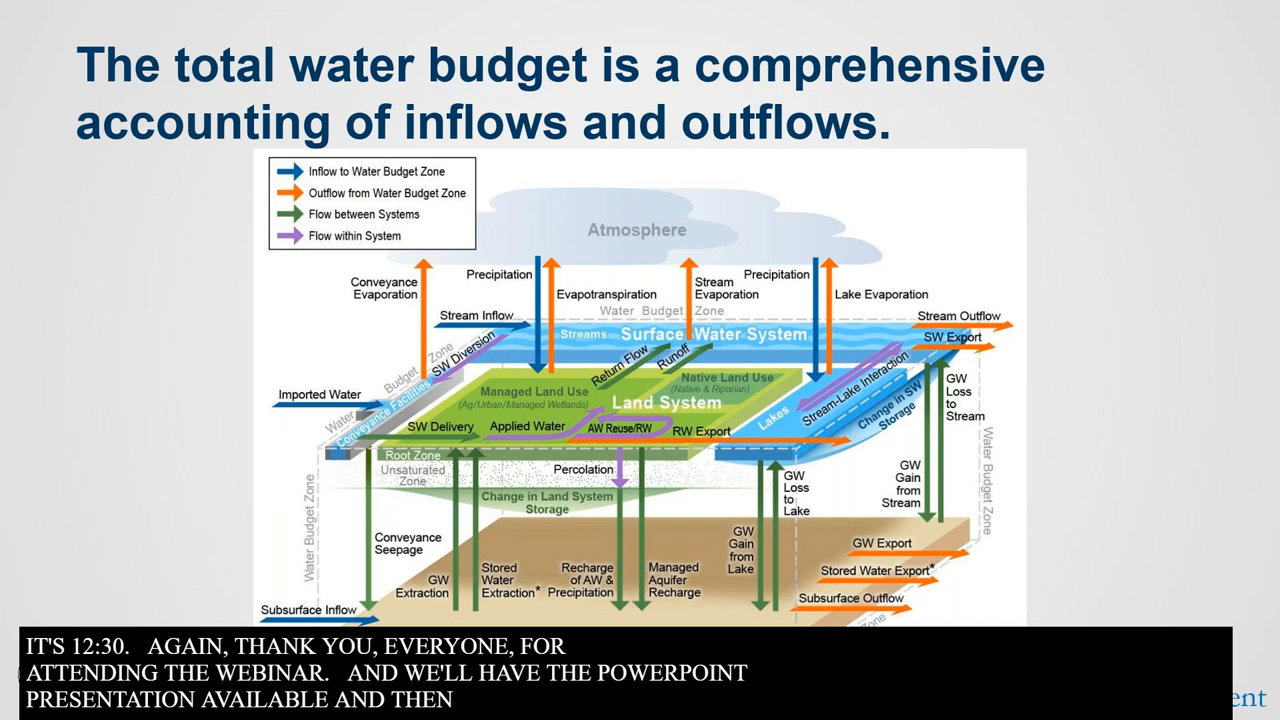 The total water budget is a comprehensive
accounting of inflows and outflows.
Inflow to Water Budget Zone
Outflow from Water Budget Zone
Flow between Systems
Flow within System
Atmosphere
Conveyance
Evaporation
Precipitation
Evapotranspiration
Stream
Evaporation
Precipitation
Lake Evaporation
Water Budget Zone
Stream Inflow
Stream Outflow
Streams
Surface Water System
SW Export
SW Diversion
Water Budget Zone
Return Flow
Runoff
Stream-Lake Interaction
Imported Water
Conveyance Facilities
Managed Land Use
(Ag/Urban/Managed Wetlands)
Native Land Use
(Native & Riparian)
Land System
Lakes
Change in SW
Storage
GW
Loss
to
Stream
SW Delivery
Applied Water
AW Reuse/RW
RW Export
Root Zone
Unsaturated
Zone
Percolation
Change in Land System
Storage
GW
Loss
to
Lake
GW
Gain
from
Stream
Water Budget Zone
Water Budget Zone
Conveyance
Seepage
GW
Extraction
Stored
Water
Extraction*
Recharge
of AW &
Precipitation
Managed
Aquifer
Recharge
GW
Gain
from
Lake
GW Export
Stored Water Export*
Subsurface Outflow
Subsurface Inflow
Zone
IT'S 12:30. AGAIN, THANK YOU, EVERYONE, FOR
ATTENDING THE WEBINAR. AND WE'LL HAVE THE POWERPOINT
PRESENTATION AVAILABLE AND THEN
ent